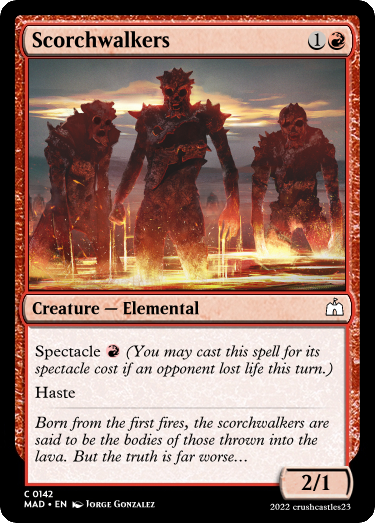 Scorchwalkers 1
Creature — Elemental
Spectacle (You may cast this spell for its
spectacle cost if an opponent lost life this turn.)
Haste
Born from the first fires, the scorchwalkers are
said to be the bodies of those thrown into the
lava. But the truth is far worse…
2/1
C 0142
MAD • EN Jorge Gonzalez
2022 crushcastles23